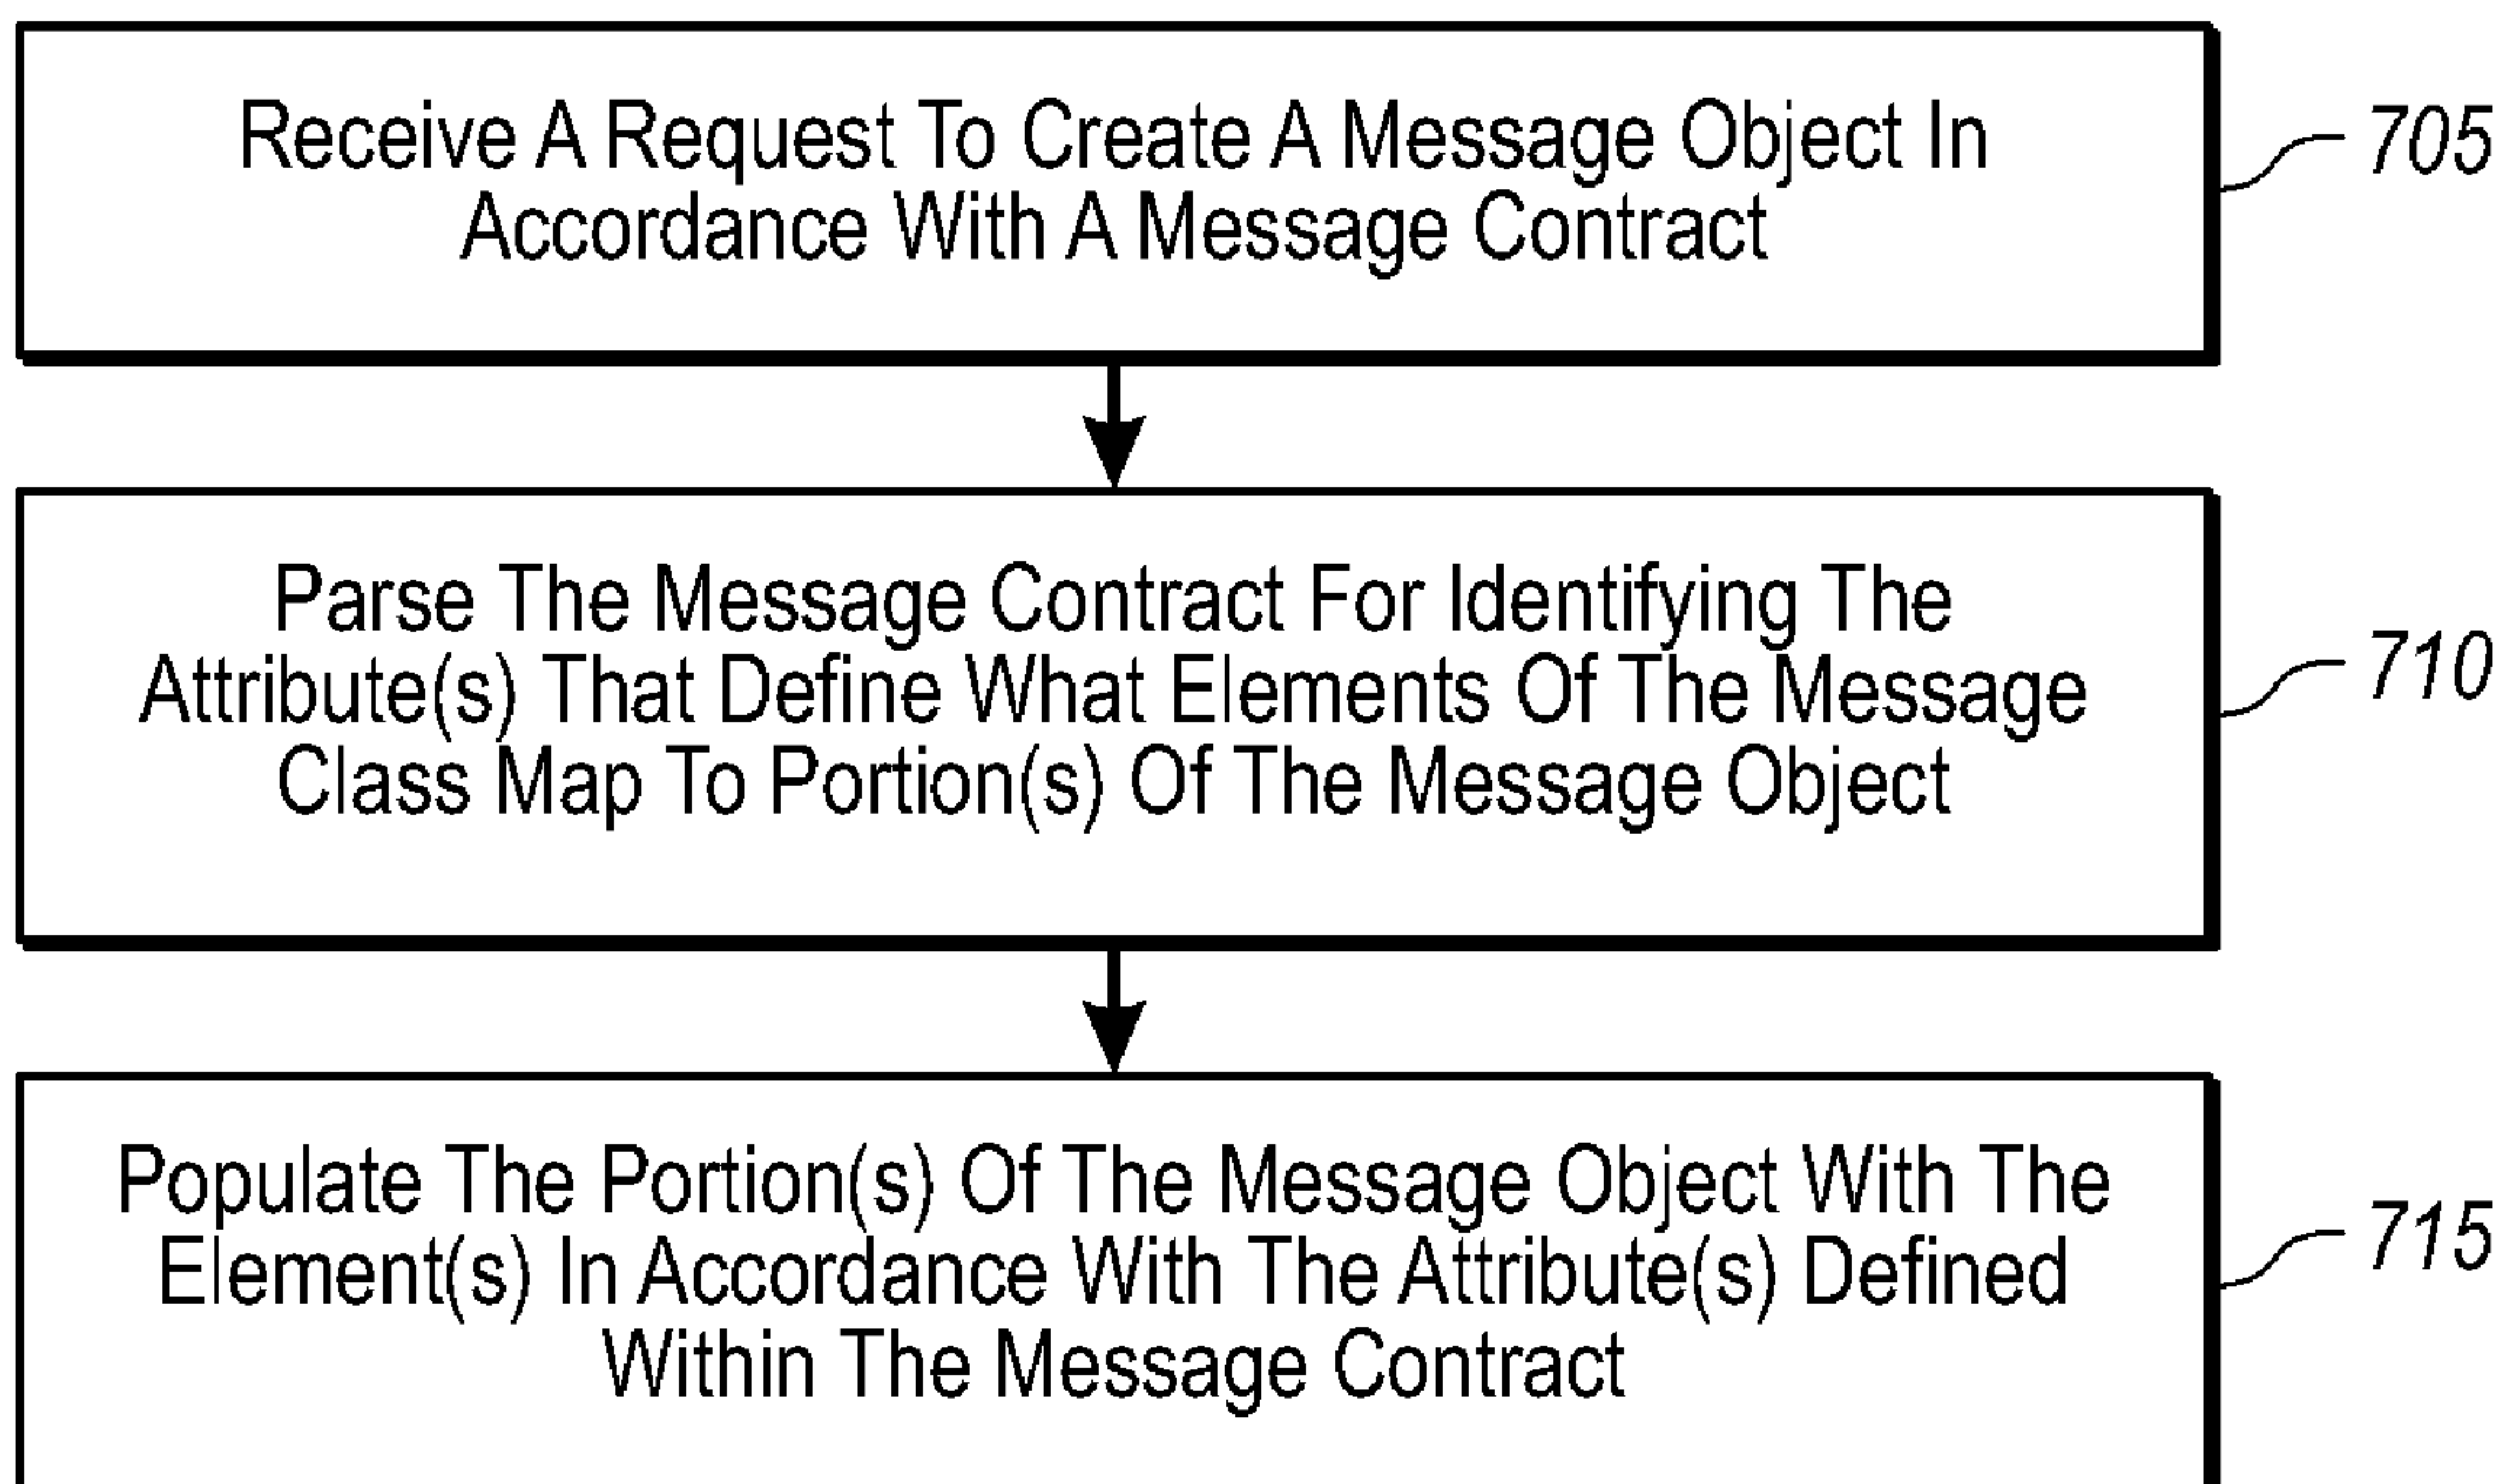 Receive A Request To Create A Message Object In
Accordance With A Message Contract
705
Parse The Message Contract For Identifying The
Attribute(s) That Define What Elements Of The Message
Class Map To Portion(s) Of The Message Object
710
Populate The Portion(s) Of The Message Object With The
Element(s) In Accordance With The Attribute(s) Defined
Within The Message Contract
715